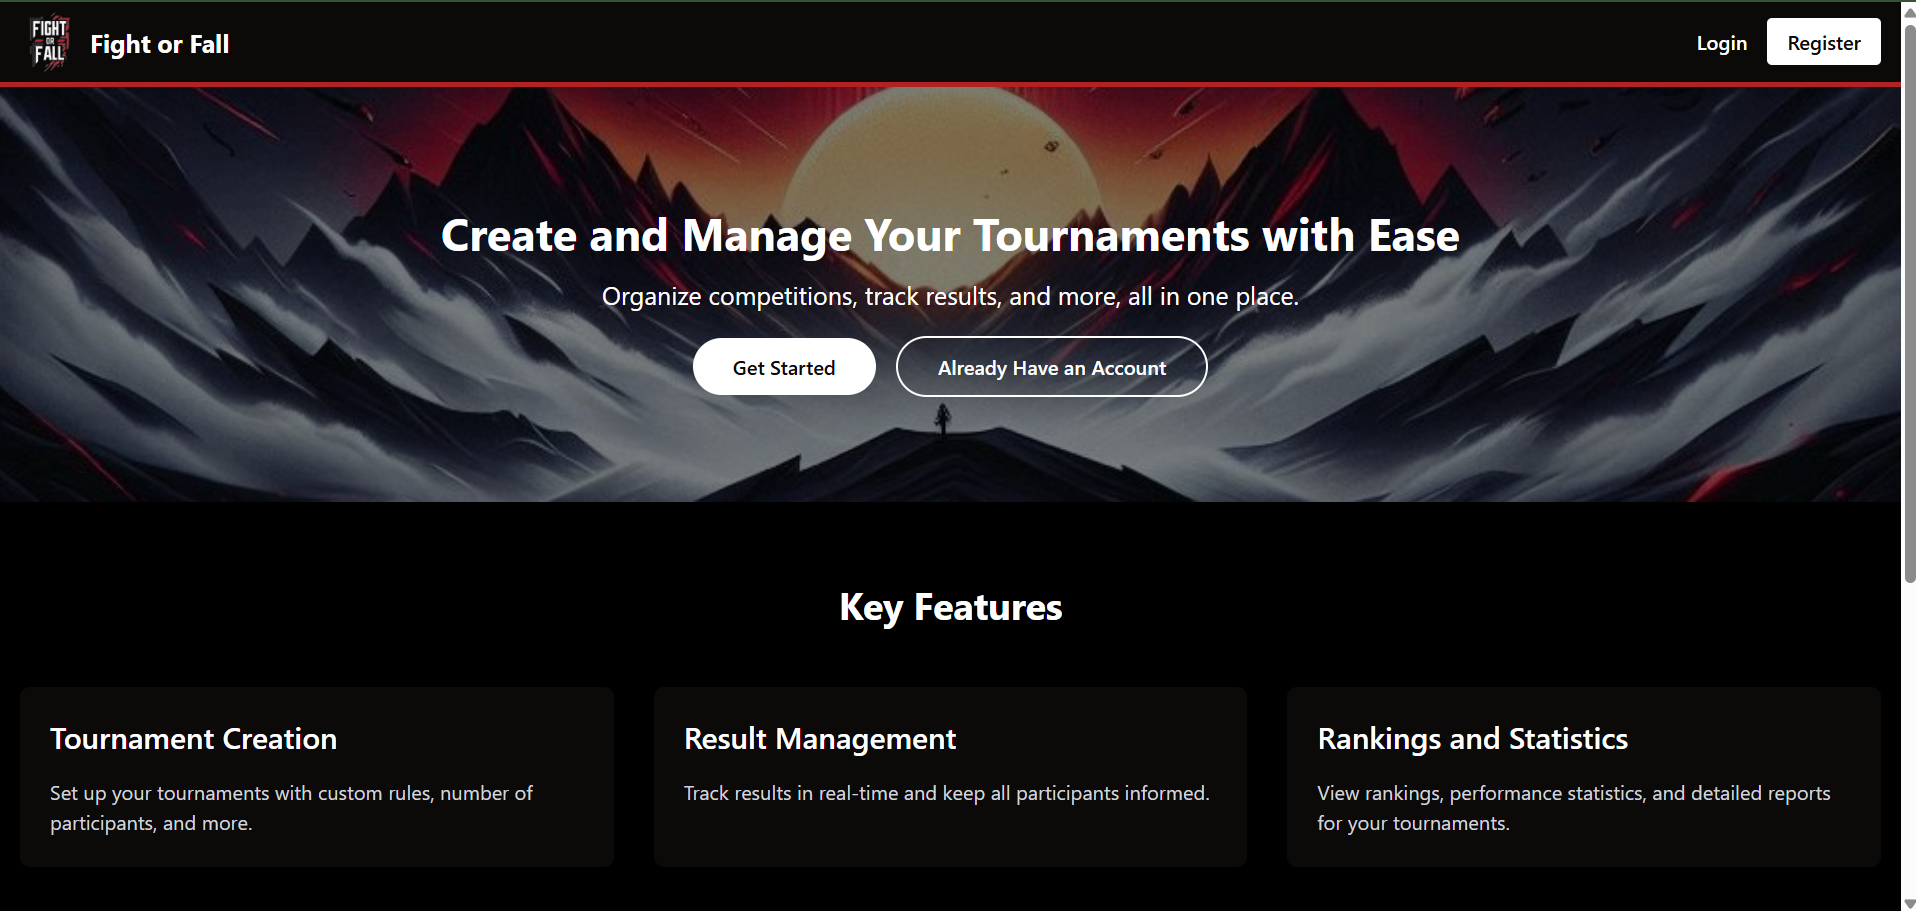 FIGHT
OR
FALL
Fight or Fall
Login
Register
Create and Manage Your Tournaments with Ease
Organize competitions, track results, and more, all in one place.
Get Started
Already Have an Account
Key Features
Tournament Creation
Set up your tournaments with custom rules, number of
participants, and more.
Result Management
Track results in real-time and keep all participants informed.
Rankings and Statistics
View rankings, performance statistics, and detailed reports
for your tournaments.